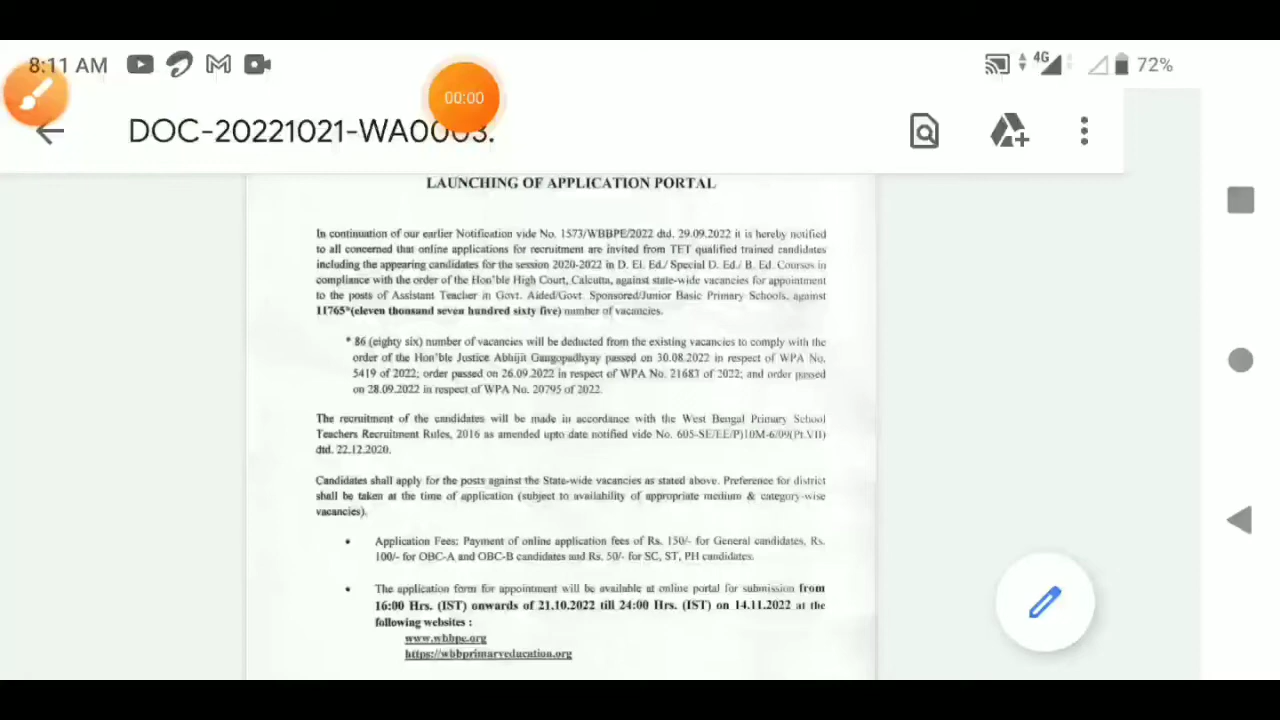 8:11 AM
4G
72%
00:00
DOC-20221021-WA0003.
LAUNCHING OF APPLICATION PORTAL
In continuation of our earlier Notification vide No. 1573/WBBPE/2022 dtd. 29.09.2022 it is hereby notified
to all concerned that online applications for recruitment are invited from TET qualified trained candidates
including the appearing candidates for the session 2020-2022 in D. El. Ed./ Special D. Ed./ B. Ed. Courses in
compliance with the order of the Hon'ble High Court, Calcutta, against state-wide vacancies for appointment
to the posts of Assistant Teacher in Govt. Aided/Govt. Sponsored/Junior Basic Primary Schools, against
11765*(eleven thousand seven hundred sixty five) number of vacancies.
* 86 (eighty six) number of vacancies will be deducted from the existing vacancies to comply with the
order of the Hon'ble Justice Abhijit Gangopadhyay passed on 30.08.2022 in respect of WPA No.
5419 of 2022; order passed on 26.09.2022 in respect of WPA No. 21683 of 2022; and order passed
on 28.09.2022 in respect of WPA No. 20795 of 2022.
The recruitment of the candidates will be made in accordance with the West Bengal Primary School
Teachers Recruitment Rules, 2016 as amended upto date notified vide No. 605-SE/EE/P)10M-6/09(Pt.VII)
dtd. 22.12.2020.
Candidates shall apply for the posts against the State-wide vacancies as stated above. Preference for district
shall be taken at the time of application (subject to availability of appropriate medium & category-wise
vacancies).
• Application Fees: Payment of online application fees of Rs. 150/- for General candidates, Rs.
100/- for OBC-A and OBC-B candidates and Rs. 50/- for SC, ST, PH candidates.
• The application form for appointment will be available at online portal for submission from
16:00 Hrs. (IST) onwards of 21.10.2022 till 24:00 Hrs. (IST) on 14.11.2022 at the
following websites :
www.wbbpe.org
https://wbbprimaryeducation.org